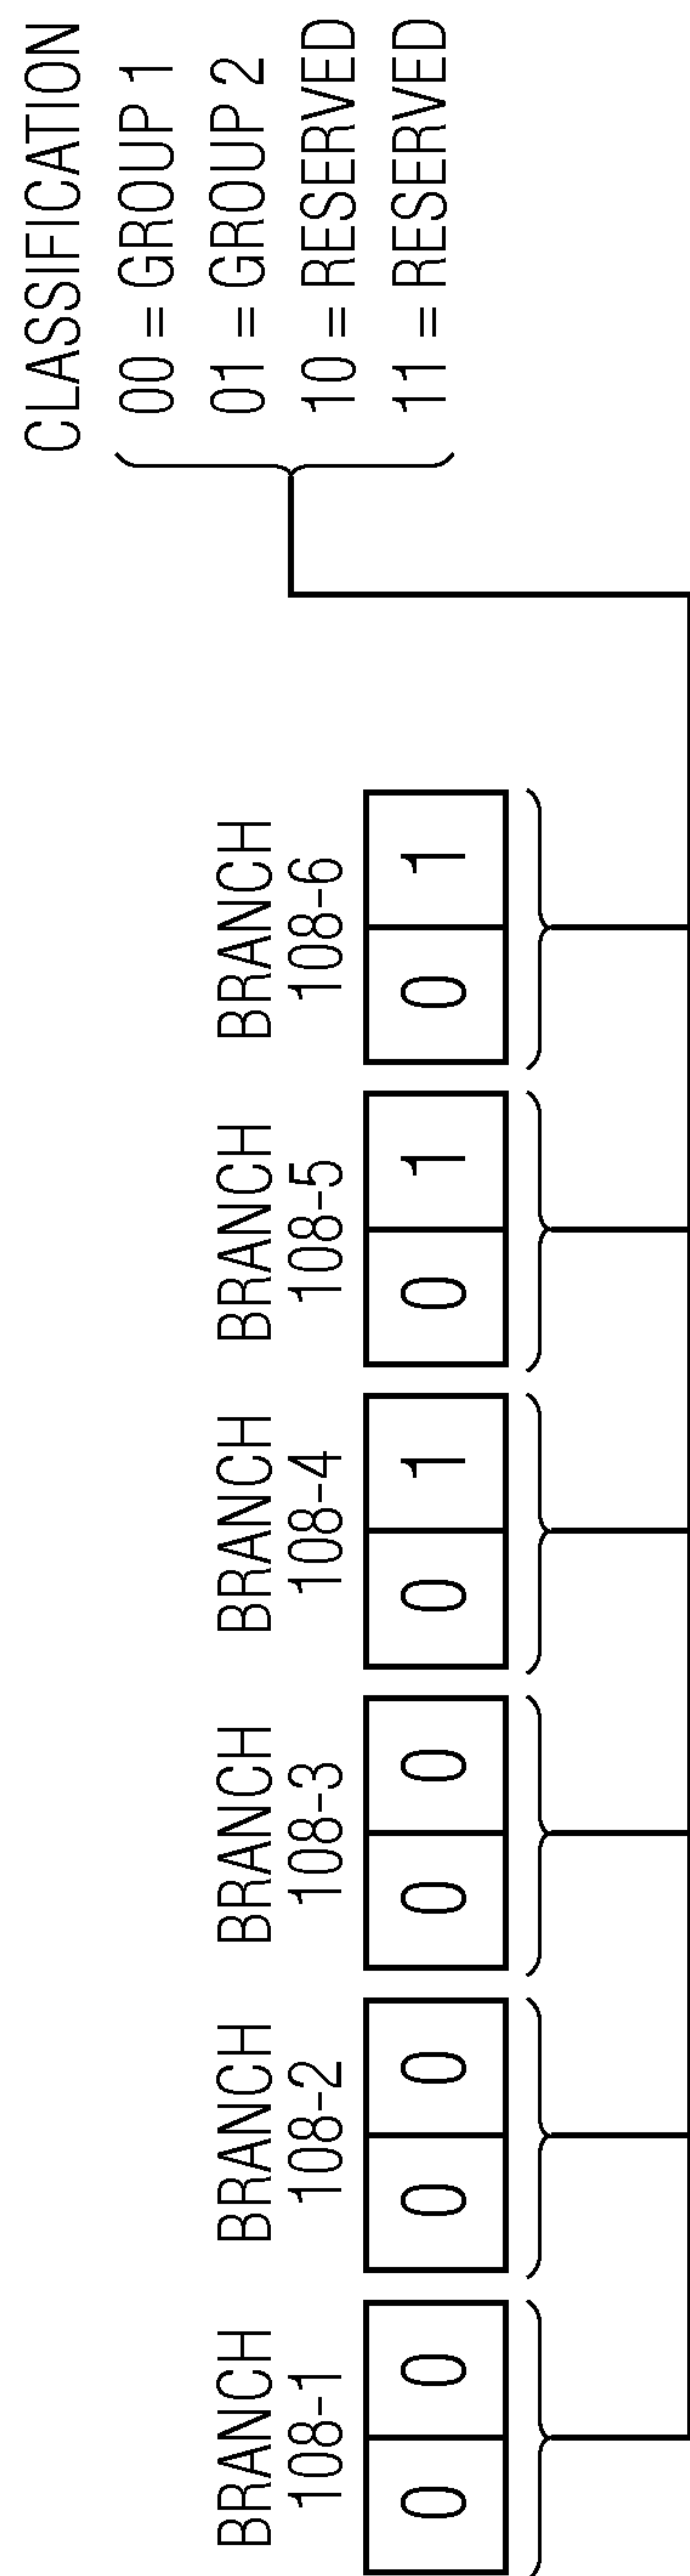 BRANCH
108-1
0 0
BRANCH
108-2
0 0
BRANCH
108-3
0 0
BRANCH
108-4
0 1
BRANCH
108-5
0 1
BRANCH
108-6
0 1
CLASSIFICATION
00 = GROUP 1
01 = GROUP 2
10 = RESERVED
11 = RESERVED